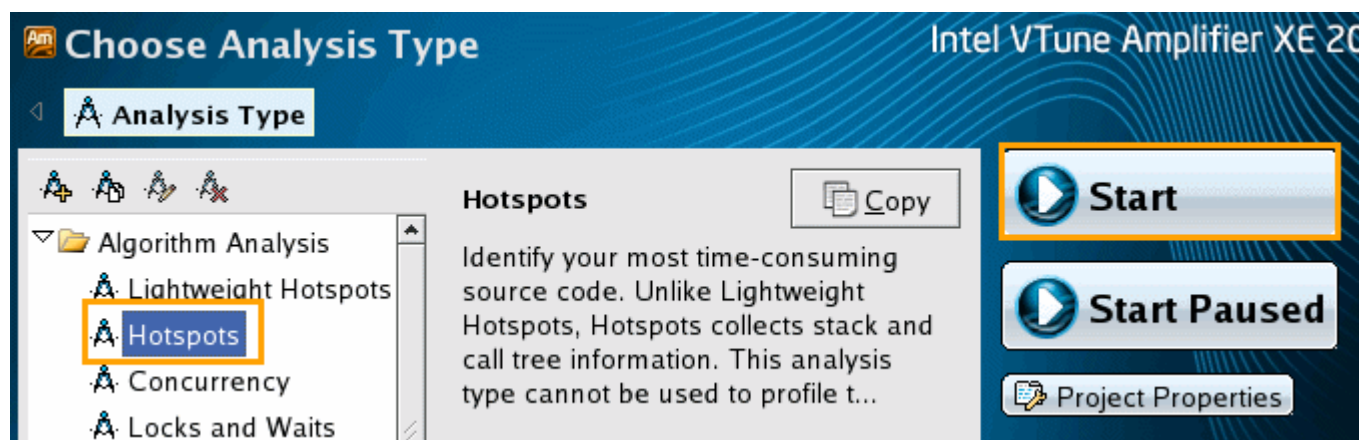 Am Choose Analysis Type
Intel VTune Amplifier XE 20
Analysis Type
Algorithm Analysis
Lightweight Hotspots
Hotspots
Concurrency
Locks and Waits
Hotspots
Copy
Identify your most time-consuming
source code. Unlike Lightweight
Hotspots, Hotspots collects stack and
call tree information. This analysis
type cannot be used to profile t...
Start
Start Paused
Project Properties